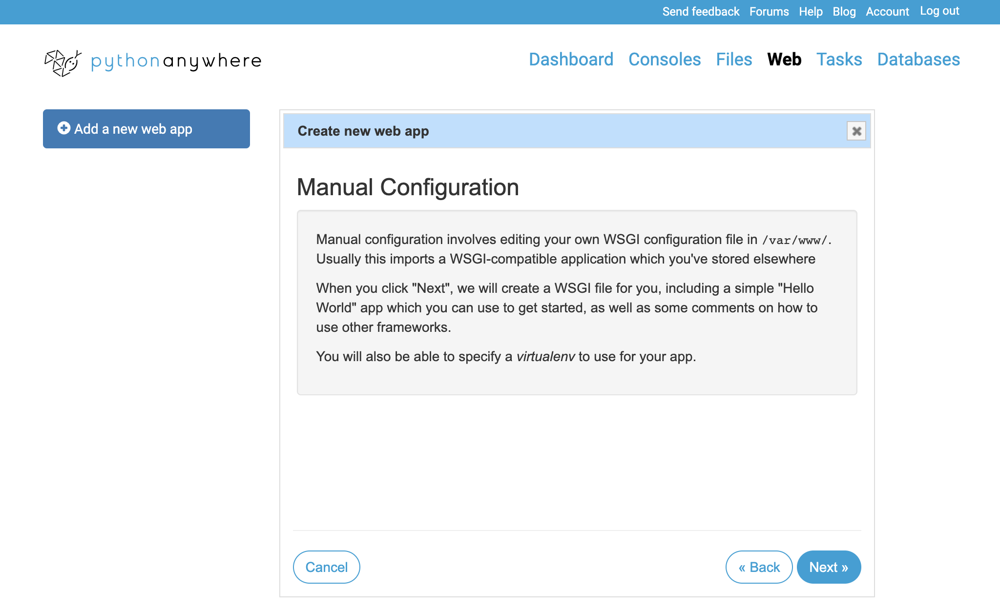 Send feedback Forums Help Blog Account Log out
pythonanywhere
Dashboard Consoles Files Web Tasks Databases
Add a new web app
Create new web app
Manual Configuration
Manual configuration involves editing your own WSGI configuration file in /var/www/.
Usually this imports a WSGI-compatible application which you've stored elsewhere
When you click "Next", we will create a WSGI file for you, including a simple "Hello
World" app which you can use to get started, as well as some comments on how to
use other frameworks.
You will also be able to specify a virtualenv to use for your app.
Cancel
« Back
Next »